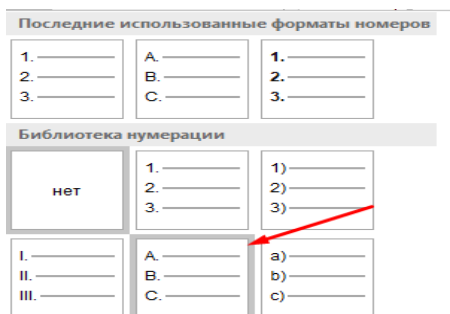 Последние использованные форматы номеров
1. A. 1.
2. B. 2.
3. C. 3.
Библиотека нумерации
нет
1. 1)
2. 2)
3. 3)
I. A. a)
II. B. b)
III. C. c)